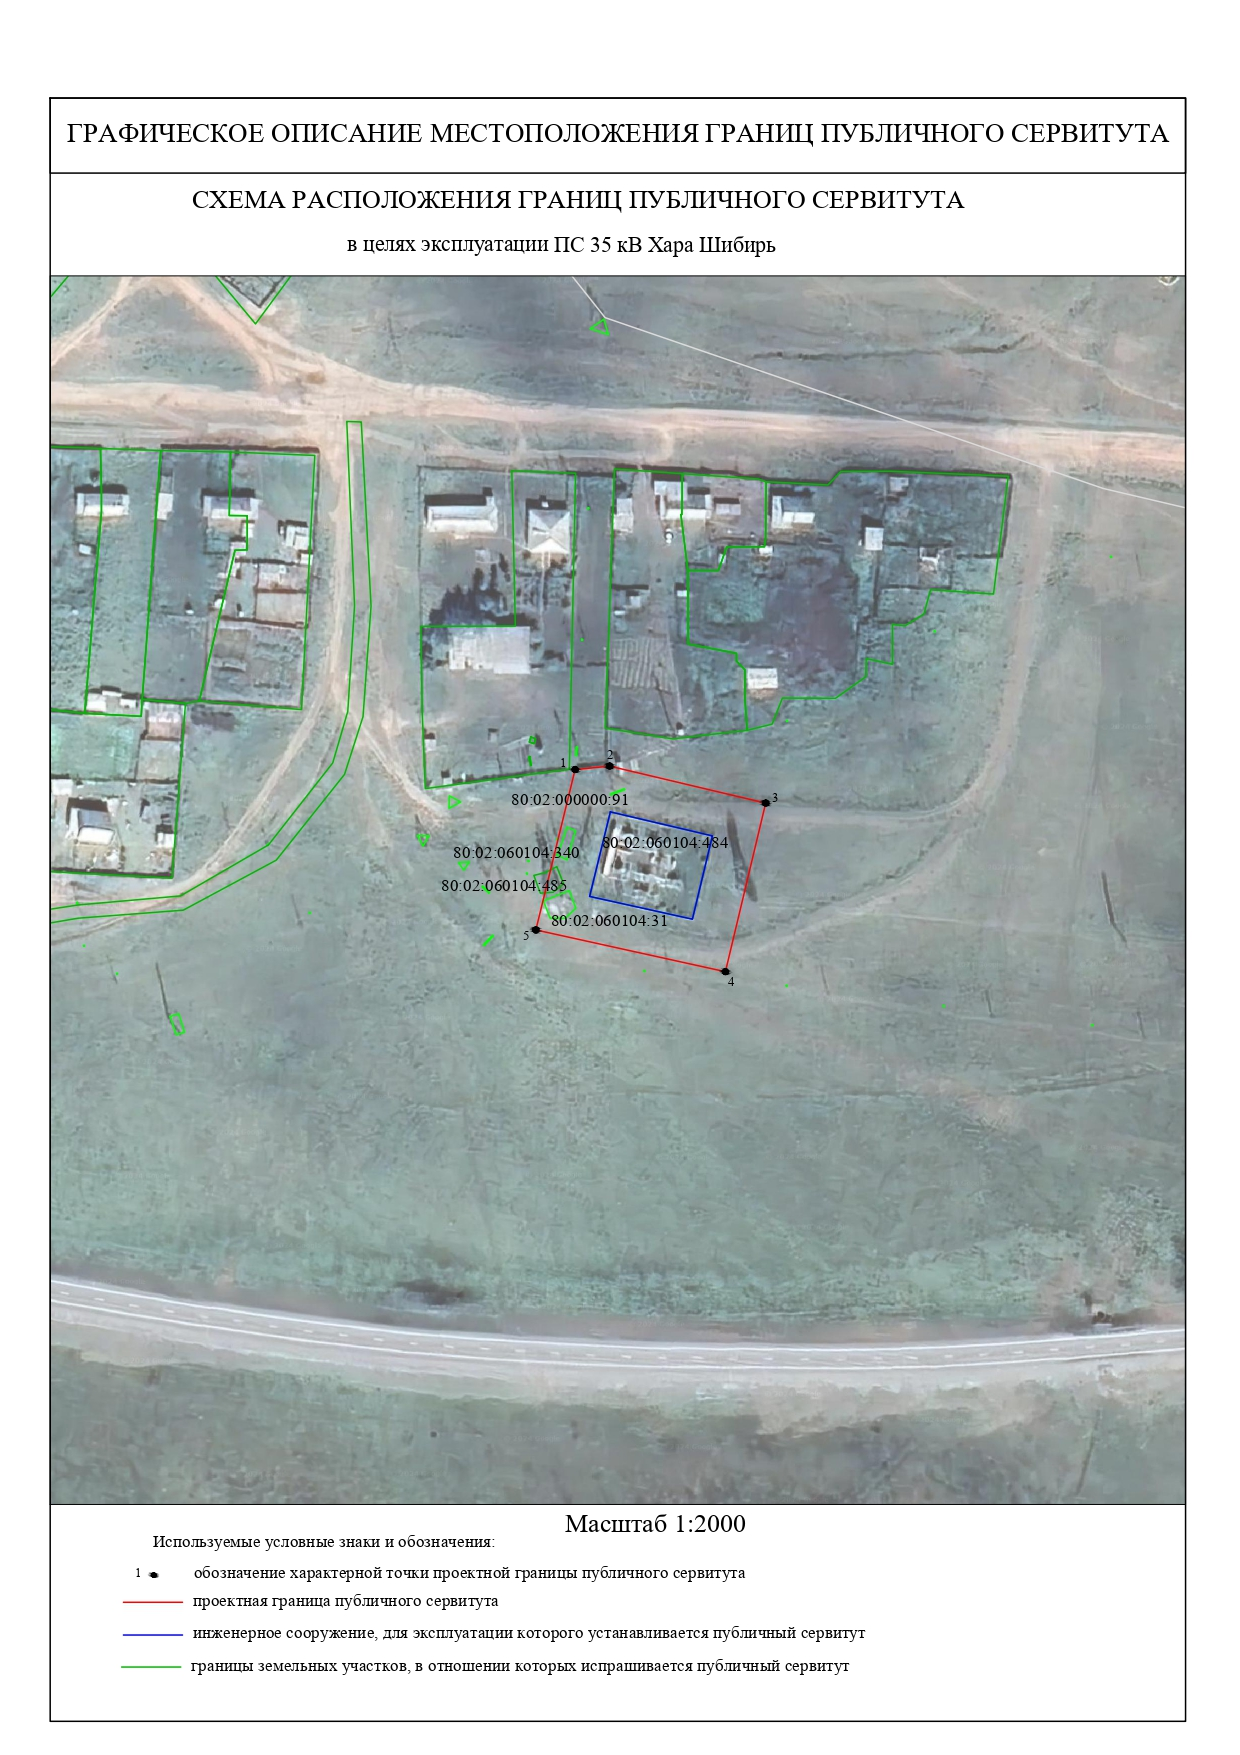 ГРАФИЧЕСКОЕ ОПИСАНИЕ МЕСТОПОЛОЖЕНИЯ ГРАНИЦ ПУБЛИЧНОГО СЕРВИТУТА
СХЕМА РАСПОЛОЖЕНИЯ ГРАНИЦ ПУБЛИЧНОГО СЕРВИТУТА
в целях эксплуатации ПС 35 кВ Хара Шибирь
1
2
3
80:02:000000:91
80:02:060104:484
80:02:060104:340
80:02:060104:485
80:02:060104:31
5
4
Масштаб 1:2000
Используемые условные знаки и обозначения:
1 обозначение характерной точки проектной границы публичного сервитута
проектная граница публичного сервитута
инженерное сооружение, для эксплуатации которого устанавливается публичный сервитут
границы земельных участков, в отношении которых испрашивается публичный сервитут